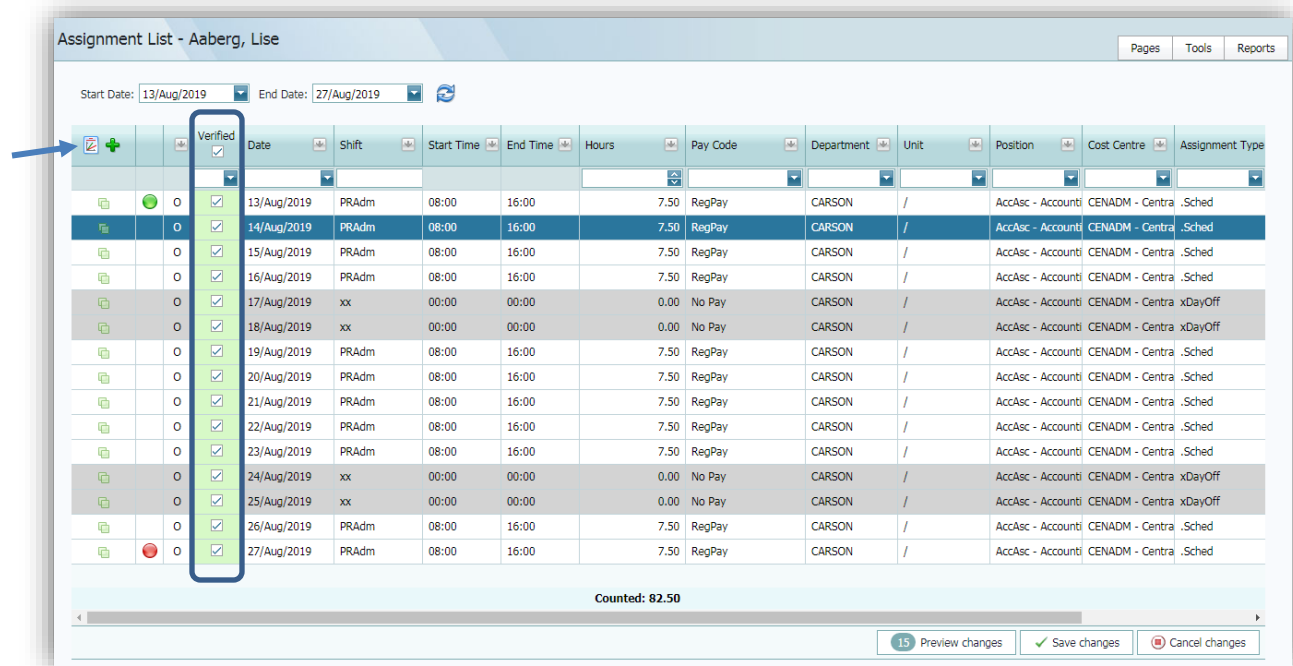 Assignment List - Aaberg, Lise
Pages Tools Reports
Start Date: 13/Aug/2019 End Date: 27/Aug/2019
Verified Date Shift Start Time End Time Hours Pay Code Department Unit Position Cost Centre Assignment Type
O 13/Aug/2019 PRAdm 08:00 16:00 7.50 RegPay CARSON / AccAsc - Accounti CENADM - Centra .Sched
O 14/Aug/2019 PRAdm 08:00 16:00 7.50 RegPay CARSON / AccAsc - Accounti CENADM - Centra .Sched
O 15/Aug/2019 PRAdm 08:00 16:00 7.50 RegPay CARSON / AccAsc - Accounti CENADM - Centra .Sched
O 16/Aug/2019 PRAdm 08:00 16:00 7.50 RegPay CARSON / AccAsc - Accounti CENADM - Centra .Sched
O 17/Aug/2019 xx 00:00 00:00 0.00 No Pay CARSON / AccAsc - Accounti CENADM - Centra xDayOff
O 18/Aug/2019 xx 00:00 00:00 0.00 No Pay CARSON / AccAsc - Accounti CENADM - Centra xDayOff
O 19/Aug/2019 PRAdm 08:00 16:00 7.50 RegPay CARSON / AccAsc - Accounti CENADM - Centra .Sched
O 20/Aug/2019 PRAdm 08:00 16:00 7.50 RegPay CARSON / AccAsc - Accounti CENADM - Centra .Sched
O 21/Aug/2019 PRAdm 08:00 16:00 7.50 RegPay CARSON / AccAsc - Accounti CENADM - Centra .Sched
O 22/Aug/2019 PRAdm 08:00 16:00 7.50 RegPay CARSON / AccAsc - Accounti CENADM - Centra .Sched
O 23/Aug/2019 PRAdm 08:00 16:00 7.50 RegPay CARSON / AccAsc - Accounti CENADM - Centra .Sched
O 24/Aug/2019 xx 00:00 00:00 0.00 No Pay CARSON / AccAsc - Accounti CENADM - Centra xDayOff
O 25/Aug/2019 xx 00:00 00:00 0.00 No Pay CARSON / AccAsc - Accounti CENADM - Centra xDayOff
O 26/Aug/2019 PRAdm 08:00 16:00 7.50 RegPay CARSON / AccAsc - Accounti CENADM - Centra .Sched
O 27/Aug/2019 PRAdm 08:00 16:00 7.50 RegPay CARSON / AccAsc - Accounti CENADM - Centra .Sched
Counted: 82.50
15 Preview changes Save changes Cancel changes